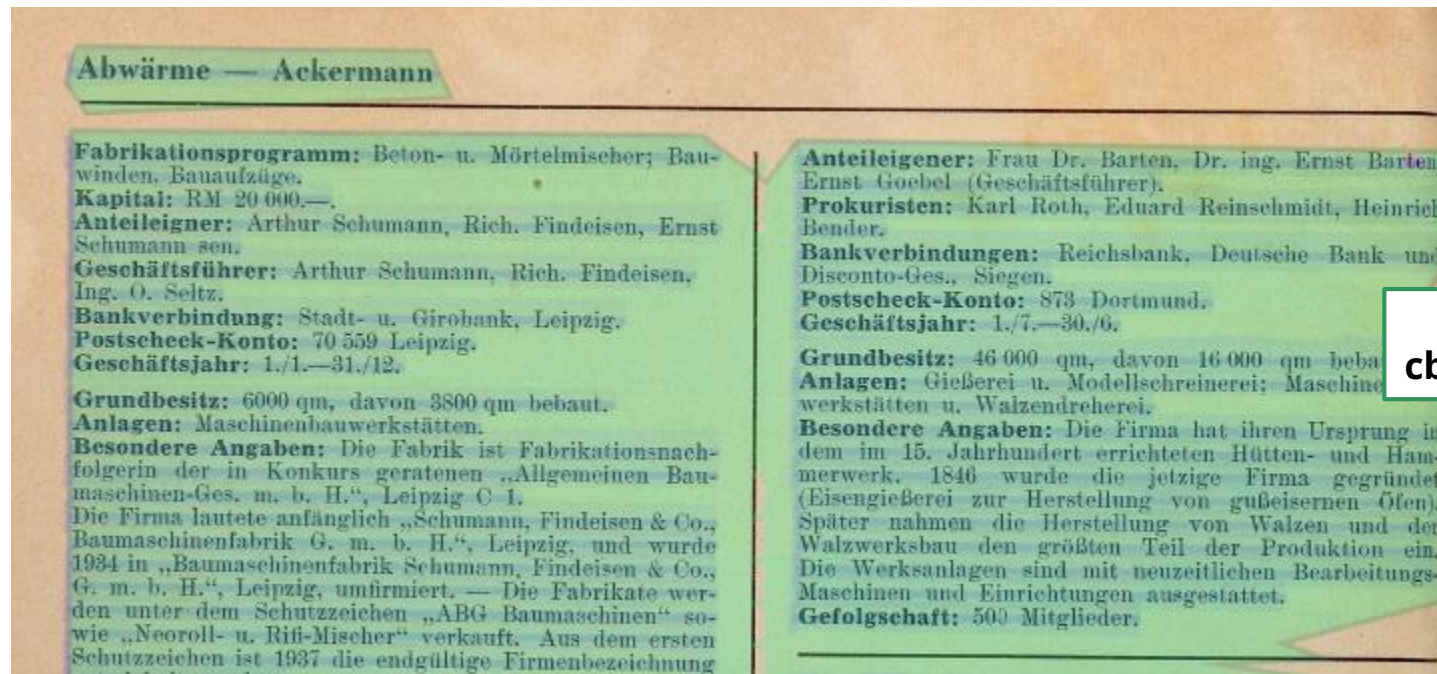 Abwärme — Ackermann
Fabrikationsprogramm: Beton- u. Mörtelmischer; Bau-
winden, Bauaufzüge.
Kapital: RM 20 000.—.
Anteileigner: Arthur Schumann, Rich. Findeisen, Ernst
Schumann sen.
Geschäftsführer: Arthur Schumann, Rich. Findeisen,
Ing. O. Seltz.
Bankverbindung: Stadt- u. Girobank, Leipzig.
Postscheck-Konto: 70 559 Leipzig.
Geschäftsjahr: 1./1.—31./12.
Grundbesitz: 6000 qm, davon 3800 qm bebaut.
Anlagen: Maschinenbauwerkstätten.
Besondere Angaben: Die Fabrik ist Fabrikationsnach-
folgerin der in Konkurs geratenen „Allgemeinen Bau-
maschinen-Ges. m. b. H.“, Leipzig C 1.
Die Firma lautete anfänglich „Schumann, Findeisen & Co.,
Baumaschinenfabrik G. m. b. H.“, Leipzig, und wurde
1934 in „Baumaschinenfabrik Schumann, Findeisen & Co.,
G. m. b. H.“, Leipzig, umfirmiert. — Die Fabrikate wer-
den unter dem Schutzzeichen „ABG Baumaschinen“ so-
wie „Neoroll- u. Rifi-Mischer“ verkauft. Aus dem ersten
Schutzzeichen ist 1937 die endgültige Firmenbezeichnung
Anteileigener: Frau Dr. Barten, Dr. ing. Ernst Barten
Ernst Goebel (Geschäftsführer).
Prokuristen: Karl Roth, Eduard Reinschmidt, Heinrich
Bender.
Bankverbindungen: Reichsbank, Deutsche Bank und
Disconto-Ges., Siegen.
Postscheck-Konto: 873 Dortmund.
Geschäftsjahr: 1./7.—30./6.
Grundbesitz: 46 000 qm, davon 16 000 qm beba
Anlagen: Gießerei u. Modellschreinerei; Maschine
werkstätten u. Walzendreherei.
Besondere Angaben: Die Firma hat ihren Ursprung in
dem im 15. Jahrhundert errichteten Hütten- und Ham-
merwerk. 1846 wurde die jetzige Firma gegründet
(Eisengießerei zur Herstellung von gußeisernen Öfen).
Später nahmen die Herstellung von Walzen und der
Walzwerksbau den größten Teil der Produktion ein.
Die Werksanlagen sind mit neuzeitlichen Bearbeitungs-
Maschinen und Einrichtungen ausgestattet.
Gefolgschaft: 500 Mitglieder.
cb